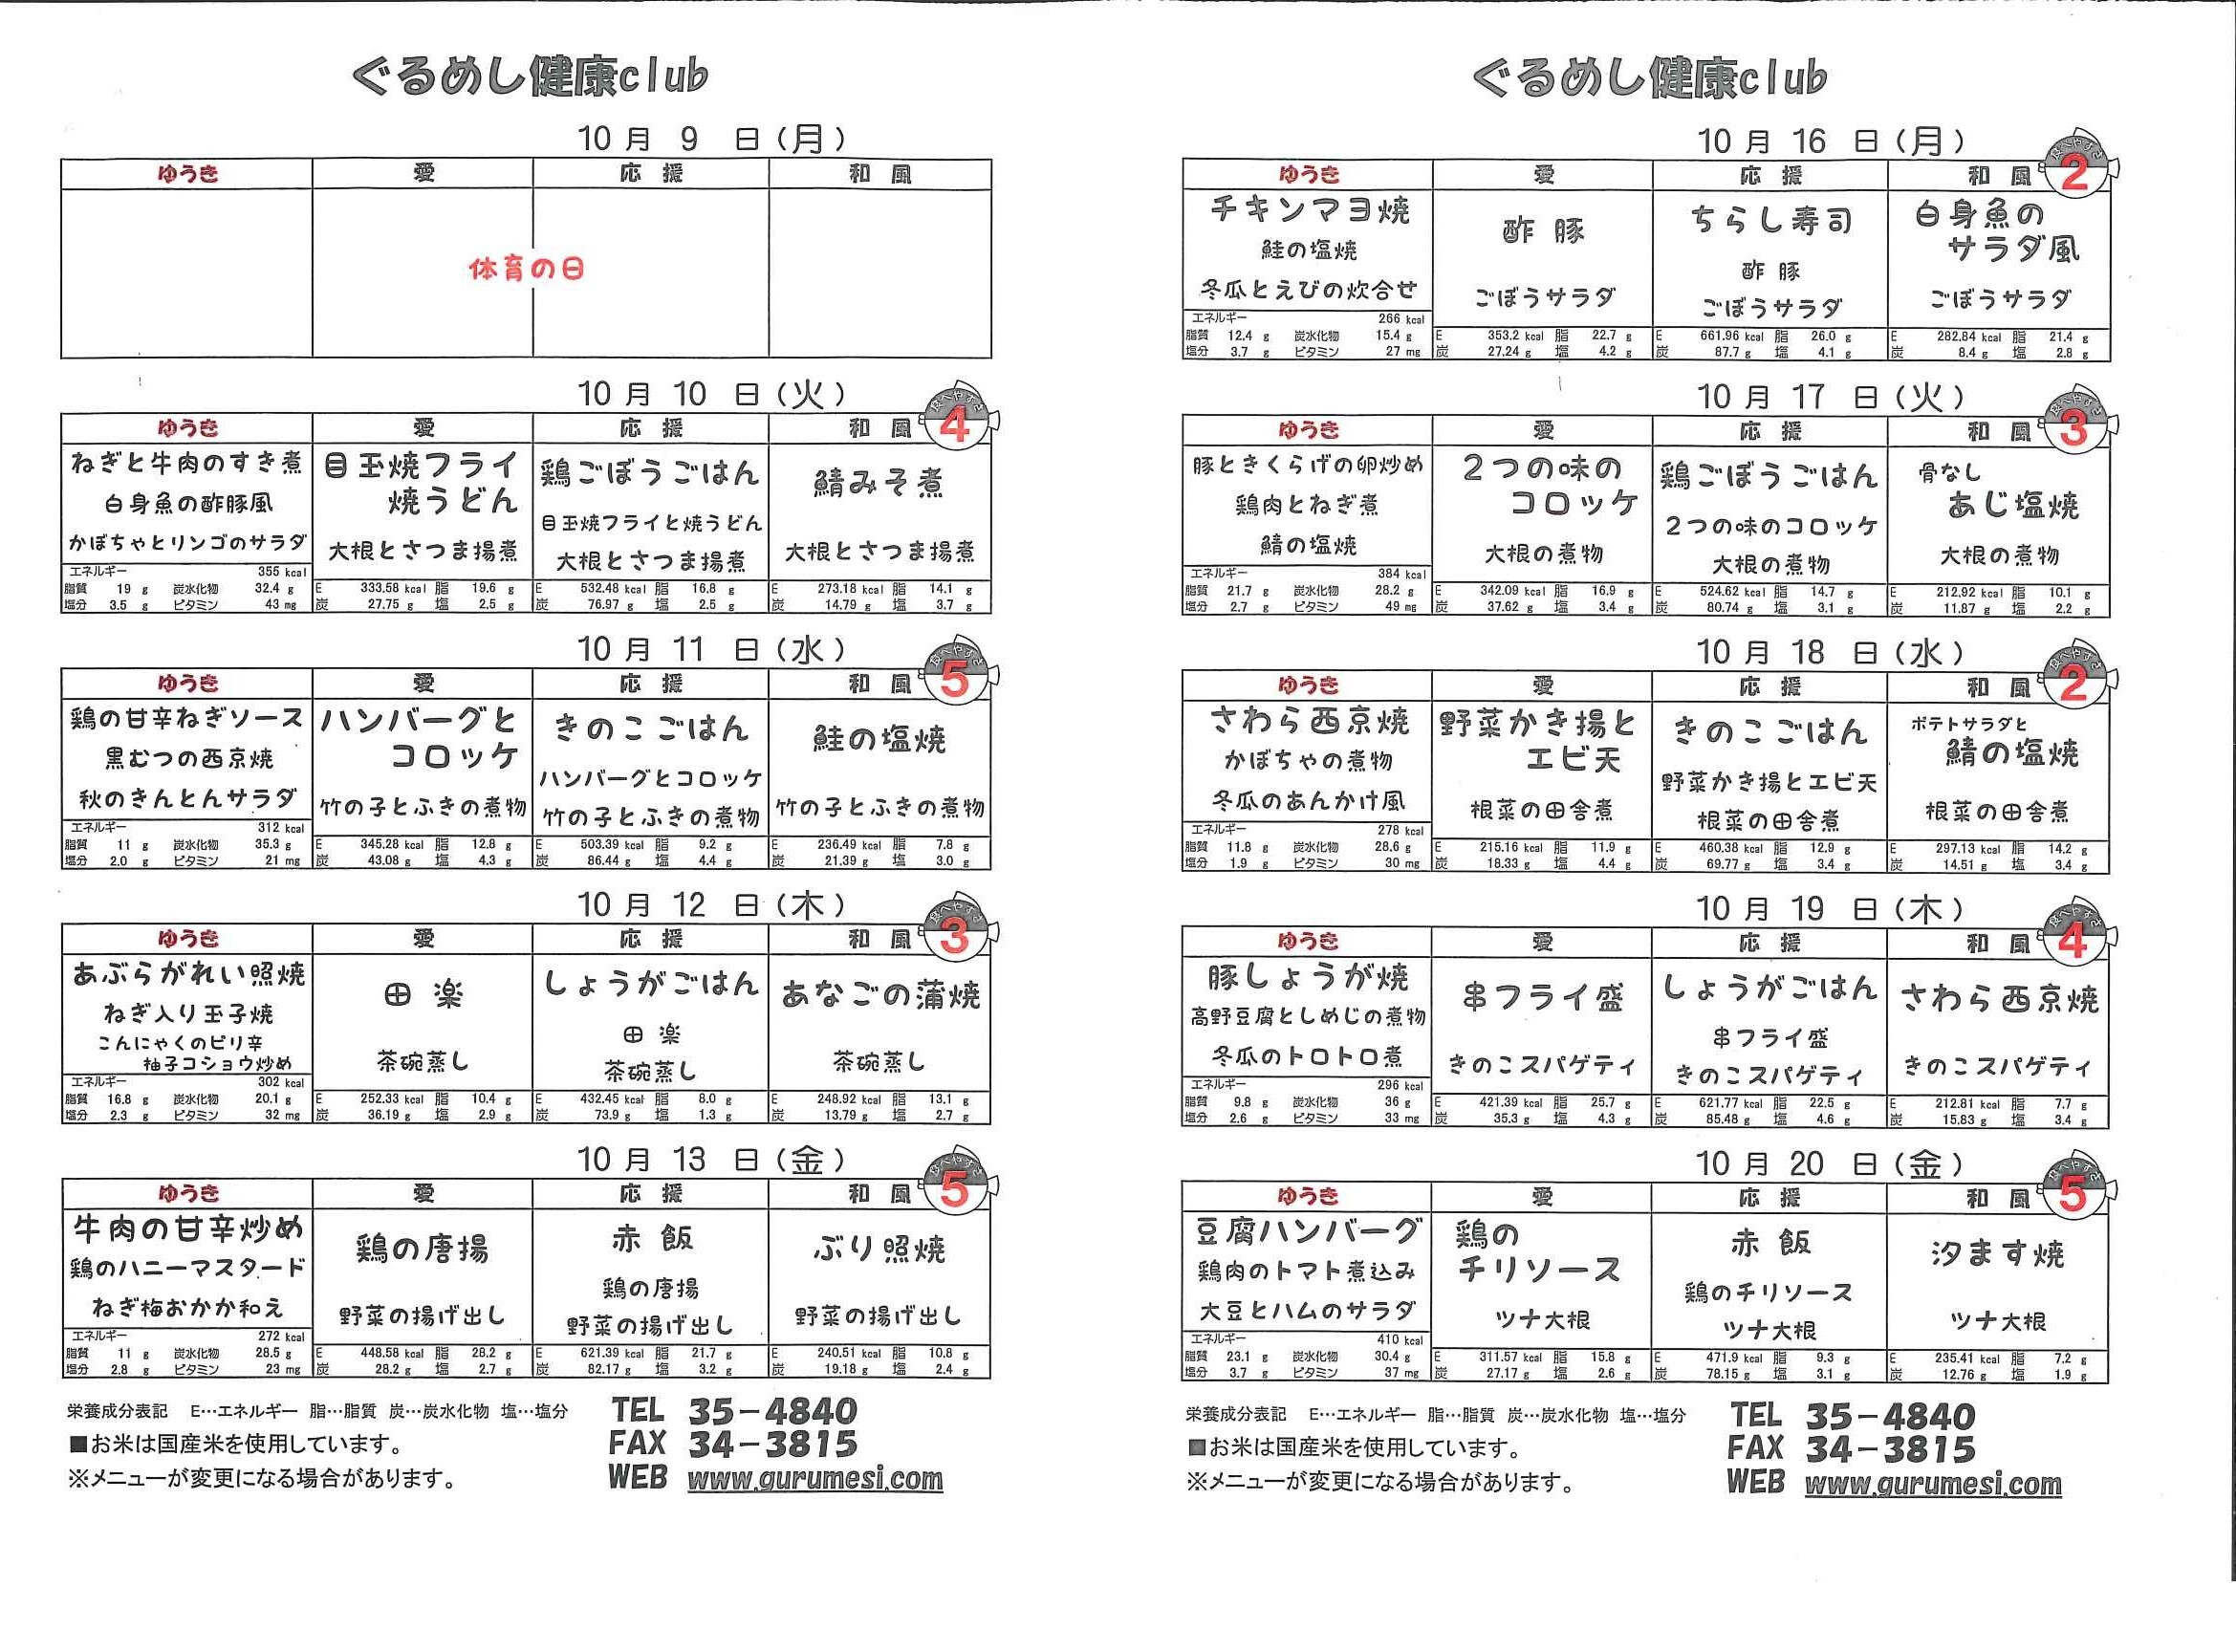 ぐるめし健康club
10月 9 日(月)
ゆうき 愛 応援 和風
体育の日
10月 10 日(火)
食べやすさ 4
ゆうき 愛 応援 和風
ねぎと牛肉のすき煮
白身魚の酢豚風
かぼちゃとリンゴのサラダ
エネルギー 355 kcal
脂質 19 g 炭水化物 32.4 g
塩分 3.5 g ビタミン 43 mg
目玉焼フライ
焼うどん
大根とさつま揚煮
E 333.58 kcal 脂 19.6 g
炭 27.75 g 塩 2.5 g
鶏ごぼうごはん
目玉焼フライと焼うどん
大根とさつま揚煮
E 532.48 kcal 脂 16.8 g
炭 76.97 g 塩 2.5 g
鯖みそ煮
大根とさつま揚煮
E 273.18 kcal 脂 14.1 g
炭 14.79 g 塩 3.7 g
10月 11 日(水)
食べやすさ 5
ゆうき 愛 応援 和風
鶏の甘辛ねぎソース
黒むつの西京焼
秋のきんとんサラダ
エネルギー 312 kcal
脂質 11 g 炭水化物 35.3 g
塩分 2.0 g ビタミン 21 mg
ハンバーグと
コロッケ
竹の子とふきの煮物
E 345.28 kcal 脂 12.8 g
炭 43.08 g 塩 4.3 g
きのこごはん
ハンバーグとコロッケ
竹の子とふきの煮物
E 503.39 kcal 脂 9.2 g
炭 86.44 g 塩 4.4 g
鮭の塩焼
竹の子とふきの煮物
E 236.49 kcal 脂 7.8 g
炭 21.39 g 塩 3.0 g
10月 12 日(木)
食べやすさ 3
ゆうき 愛 応援 和風
あぶらがれい照焼
ねぎ入り玉子焼
こんにゃくのピリ辛
柚子コショウ炒め
エネルギー 302 kcal
脂質 16.8 g 炭水化物 20.1 g
塩分 2.3 g ビタミン 32 mg
田楽
茶碗蒸し
E 252.33 kcal 脂 10.4 g
炭 36.19 g 塩 2.9 g
しょうがごはん
田楽
茶碗蒸し
E 432.45 kcal 脂 8.0 g
炭 73.9 g 塩 1.3 g
あなごの蒲焼
茶碗蒸し
E 248.92 kcal 脂 13.1 g
炭 13.79 g 塩 2.7 g
10月 13 日(金)
食べやすさ 5
ゆうき 愛 応援 和風
牛肉の甘辛炒め
鶏のハニーマスタード
ねぎ梅おかか和え
エネルギー 272 kcal
脂質 11 g 炭水化物 28.5 g
塩分 2.8 g ビタミン 23 mg
鶏の唐揚
野菜の揚げ出し
E 448.58 kcal 脂 28.2 g
炭 28.2 g 塩 2.7 g
赤飯
鶏の唐揚
野菜の揚げ出し
E 621.39 kcal 脂 21.7 g
炭 82.17 g 塩 3.2 g
ぶり照焼
野菜の揚げ出し
E 240.51 kcal 脂 10.8 g
炭 19.18 g 塩 2.4 g
栄養成分表記 E…エネルギー 脂…脂質 炭…炭水化物 塩…塩分
■お米は国産米を使用しています。
※メニューが変更になる場合があります。
TEL 35-4840
FAX 34-3815
WEB www.gurumesi.com
ぐるめし健康club
10月 16 日(月)
食べやすさ 2
ゆうき 愛 応援 和風
チキンマヨ焼
鮭の塩焼
冬瓜とえびの炊合せ
エネルギー 266 kcal
脂質 12.4 g 炭水化物 15.4 g
塩分 3.7 g ビタミン 27 mg
酢豚
ごぼうサラダ
E 353.2 kcal 脂 22.7 g
炭 27.24 g 塩 4.2 g
ちらし寿司
酢豚
ごぼうサラダ
E 661.96 kcal 脂 26.0 g
炭 87.7 g 塩 4.1 g
白身魚の
サラダ風
ごぼうサラダ
E 282.84 kcal 脂 21.4 g
炭 8.4 g 塩 2.8 g
10月 17 日(火)
食べやすさ 3
ゆうき 愛 応援 和風
豚ときくらげの卵炒め
鶏肉とねぎ煮
鯖の塩焼
エネルギー 384 kcal
脂質 21.7 g 炭水化物 28.2 g
塩分 2.7 g ビタミン 49 mg
2つの味の
コロッケ
大根の煮物
E 342.09 kcal 脂 16.9 g
炭 37.62 g 塩 3.4 g
鶏ごぼうごはん
2つの味のコロッケ
大根の煮物
E 524.62 kcal 脂 14.7 g
炭 80.74 g 塩 3.1 g
骨なし
あじ塩焼
大根の煮物
E 212.92 kcal 脂 10.1 g
炭 11.87 g 塩 2.2 g
10月 18 日(水)
食べやすさ 2
ゆうき 愛 応援 和風
さわら西京焼
かぼちゃの煮物
冬瓜のあんかけ風
エネルギー 278 kcal
脂質 11.8 g 炭水化物 28.6 g
塩分 1.9 g ビタミン 30 mg
野菜かき揚と
エビ天
根菜の田舎煮
E 215.16 kcal 脂 11.9 g
炭 18.33 g 塩 4.4 g
きのこごはん
野菜かき揚とエビ天
根菜の田舎煮
E 460.38 kcal 脂 12.9 g
炭 69.77 g 塩 3.4 g
ポテトサラダと
鯖の塩焼
根菜の田舎煮
E 297.13 kcal 脂 14.2 g
炭 14.51 g 塩 3.4 g
10月 19 日(木)
食べやすさ 4
ゆうき 愛 応援 和風
豚しょうが焼
高野豆腐としめじの煮物
冬瓜のトロトロ煮
エネルギー 296 kcal
脂質 9.8 g 炭水化物 36 g
塩分 2.6 g ビタミン 33 mg
串フライ盛
きのこスパゲティ
E 421.39 kcal 脂 25.7 g
炭 35.3 g 塩 4.3 g
しょうがごはん
串フライ盛
きのこスパゲティ
E 621.77 kcal 脂 22.5 g
炭 85.48 g 塩 4.6 g
さわら西京焼
きのこスパゲティ
E 212.81 kcal 脂 7.7 g
炭 15.83 g 塩 3.4 g
10月 20 日(金)
食べやすさ 5
ゆうき 愛 応援 和風
豆腐ハンバーグ
鶏肉のトマト煮込み
大豆とハムのサラダ
エネルギー 410 kcal
脂質 23.1 g 炭水化物 30.4 g
塩分 3.7 g ビタミン 37 mg
鶏の
チリソース
ツナ大根
E 311.57 kcal 脂 15.8 g
炭 27.17 g 塩 2.6 g
赤飯
鶏のチリソース
ツナ大根
E 471.9 kcal 脂 9.3 g
炭 78.15 g 塩 3.1 g
汐ます焼
ツナ大根
E 235.41 kcal 脂 7.2 g
炭 12.76 g 塩 1.9 g
栄養成分表記 E…エネルギー 脂…脂質 炭…炭水化物 塩…塩分
■お米は国産米を使用しています。
※メニューが変更になる場合があります。
TEL 35-4840
FAX 34-3815
WEB www.gurumesi.com